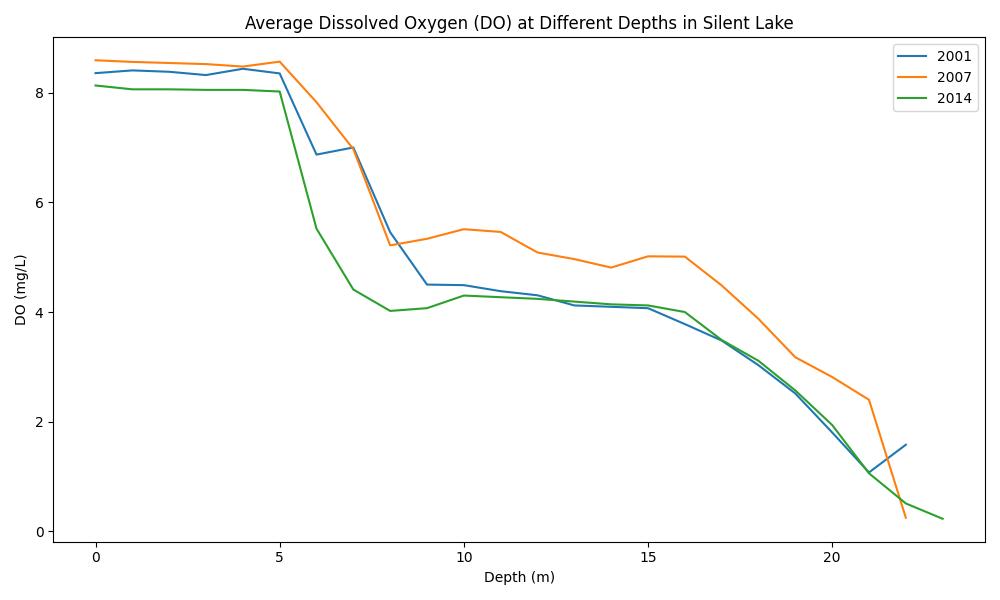 Average Dissolved Oxygen (DO) at Different Depths in Silent Lake
2001
2007
2014
DO (mg/L)
8
6
4
2
0
0 5 10 15 20
Depth (m)